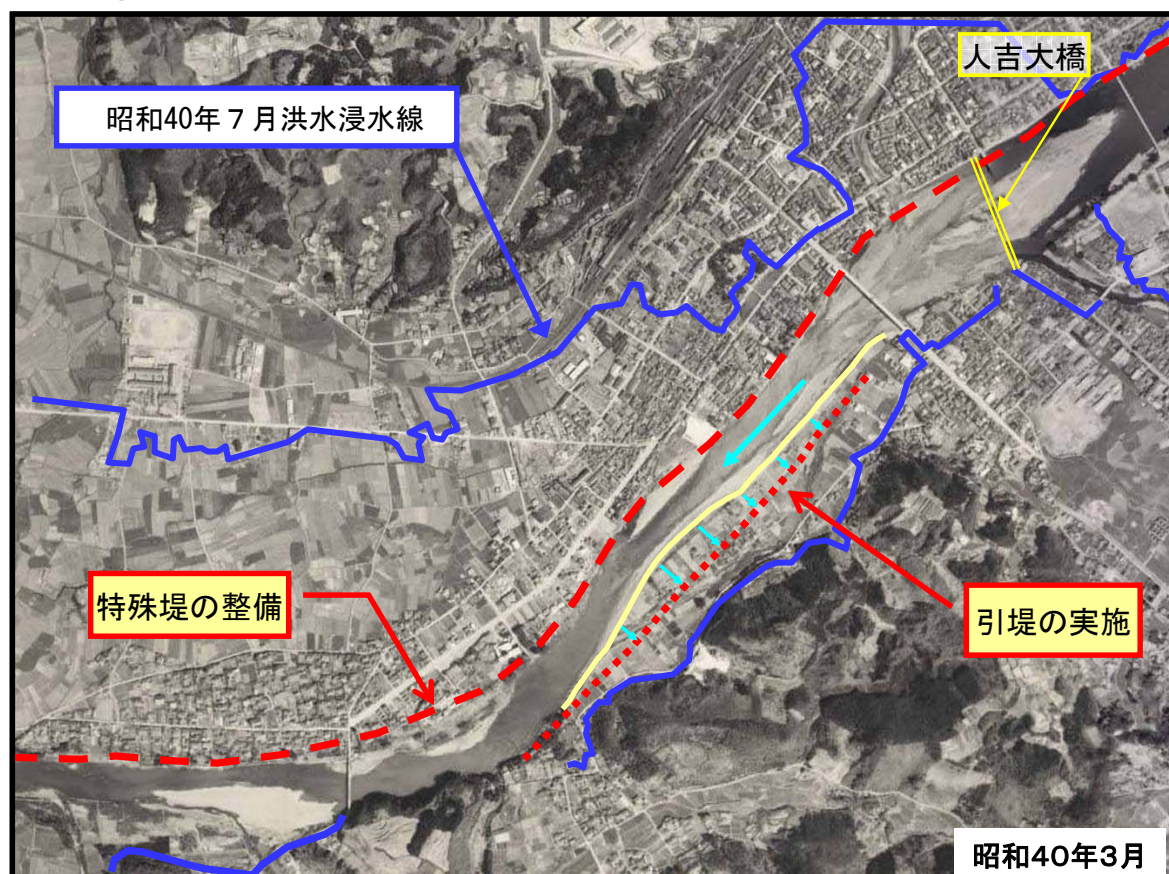 人吉大橋
昭和40年７月洪水浸水線
特殊堤の整備
引堤の実施
昭和４０年３月